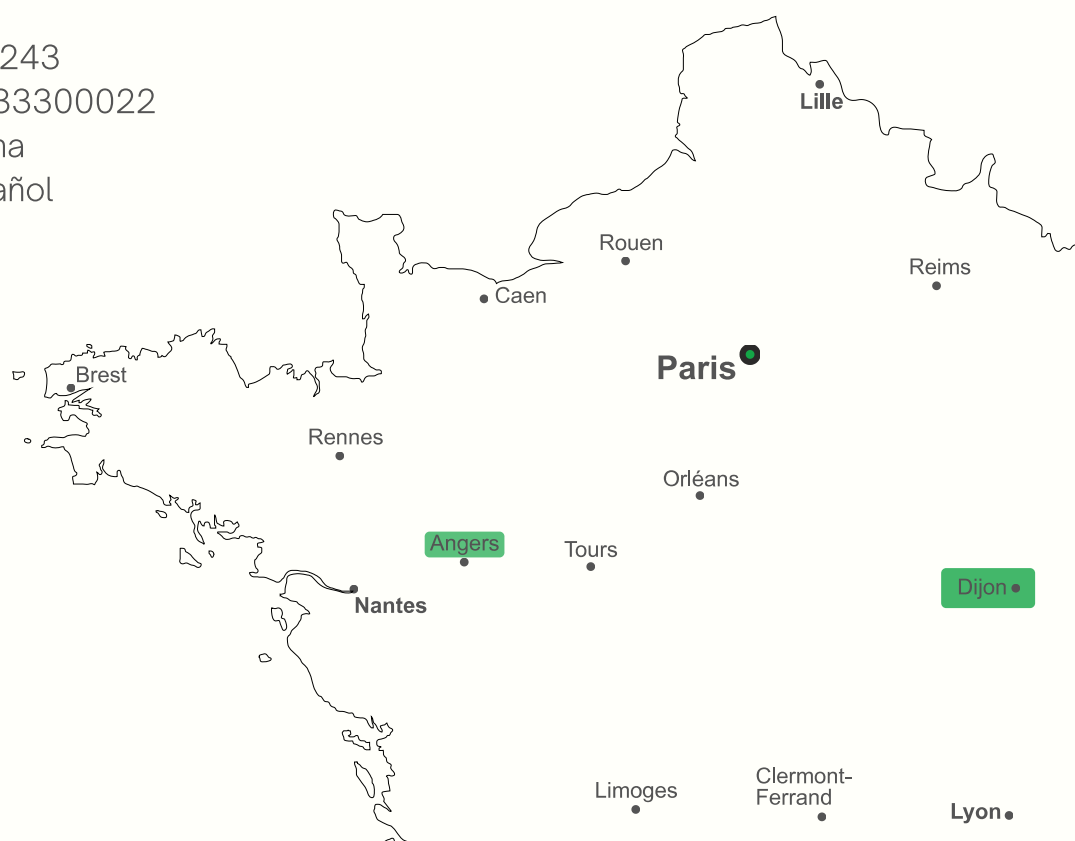 243
33300022
na
añol
Lille
Rouen
Reims
Caen
Paris
Brest
Rennes
Orléans
Angers
Tours
Dijon
Nantes
Limoges
Clermont-
Ferrand
Lyon